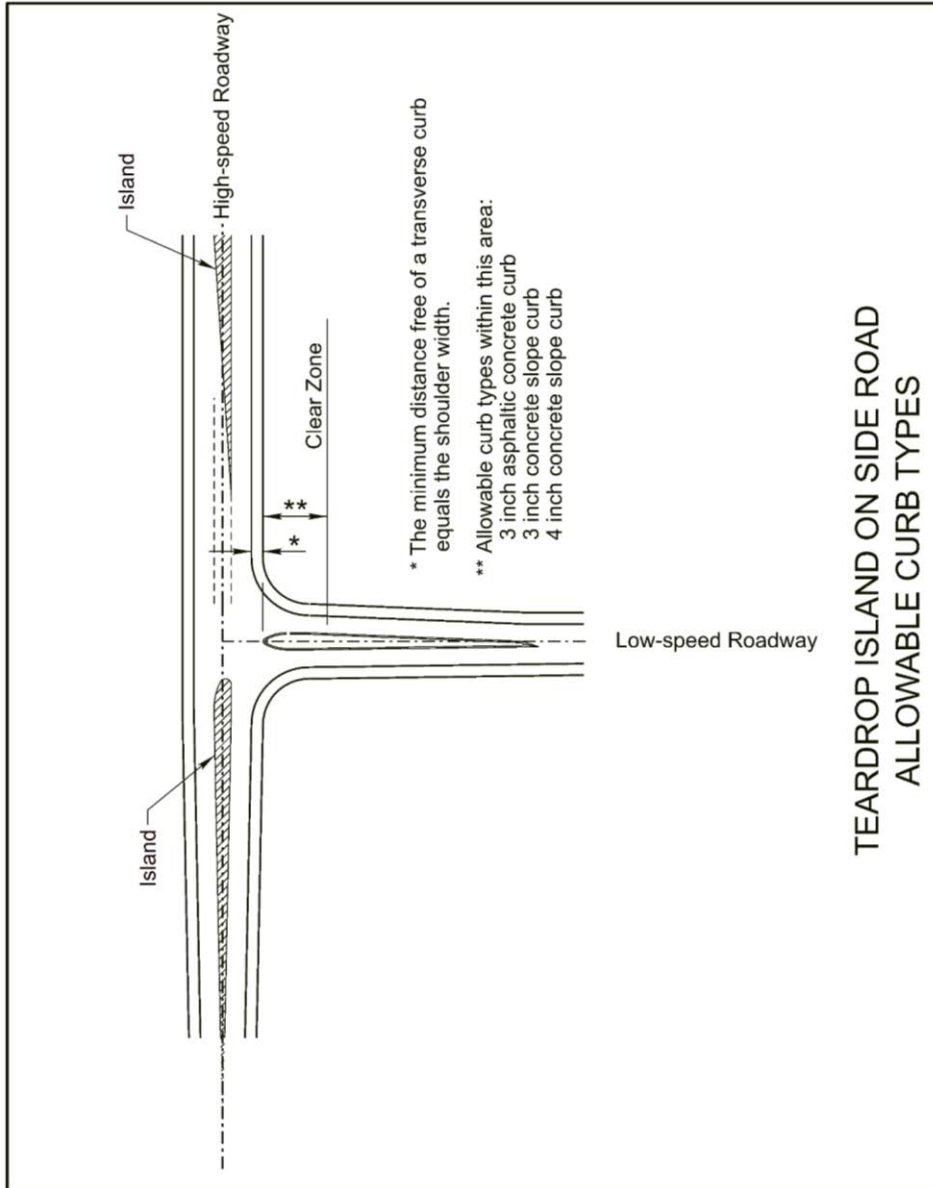 Island
High-speed Roadway
Island
Clear Zone
**
*
* The minimum distance free of a transverse curb
equals the shoulder width.
** Allowable curb types within this area:
3 inch asphaltic concrete curb
3 inch concrete slope curb
4 inch concrete slope curb
Low-speed Roadway
TEARDROP ISLAND ON SIDE ROAD
ALLOWABLE CURB TYPES